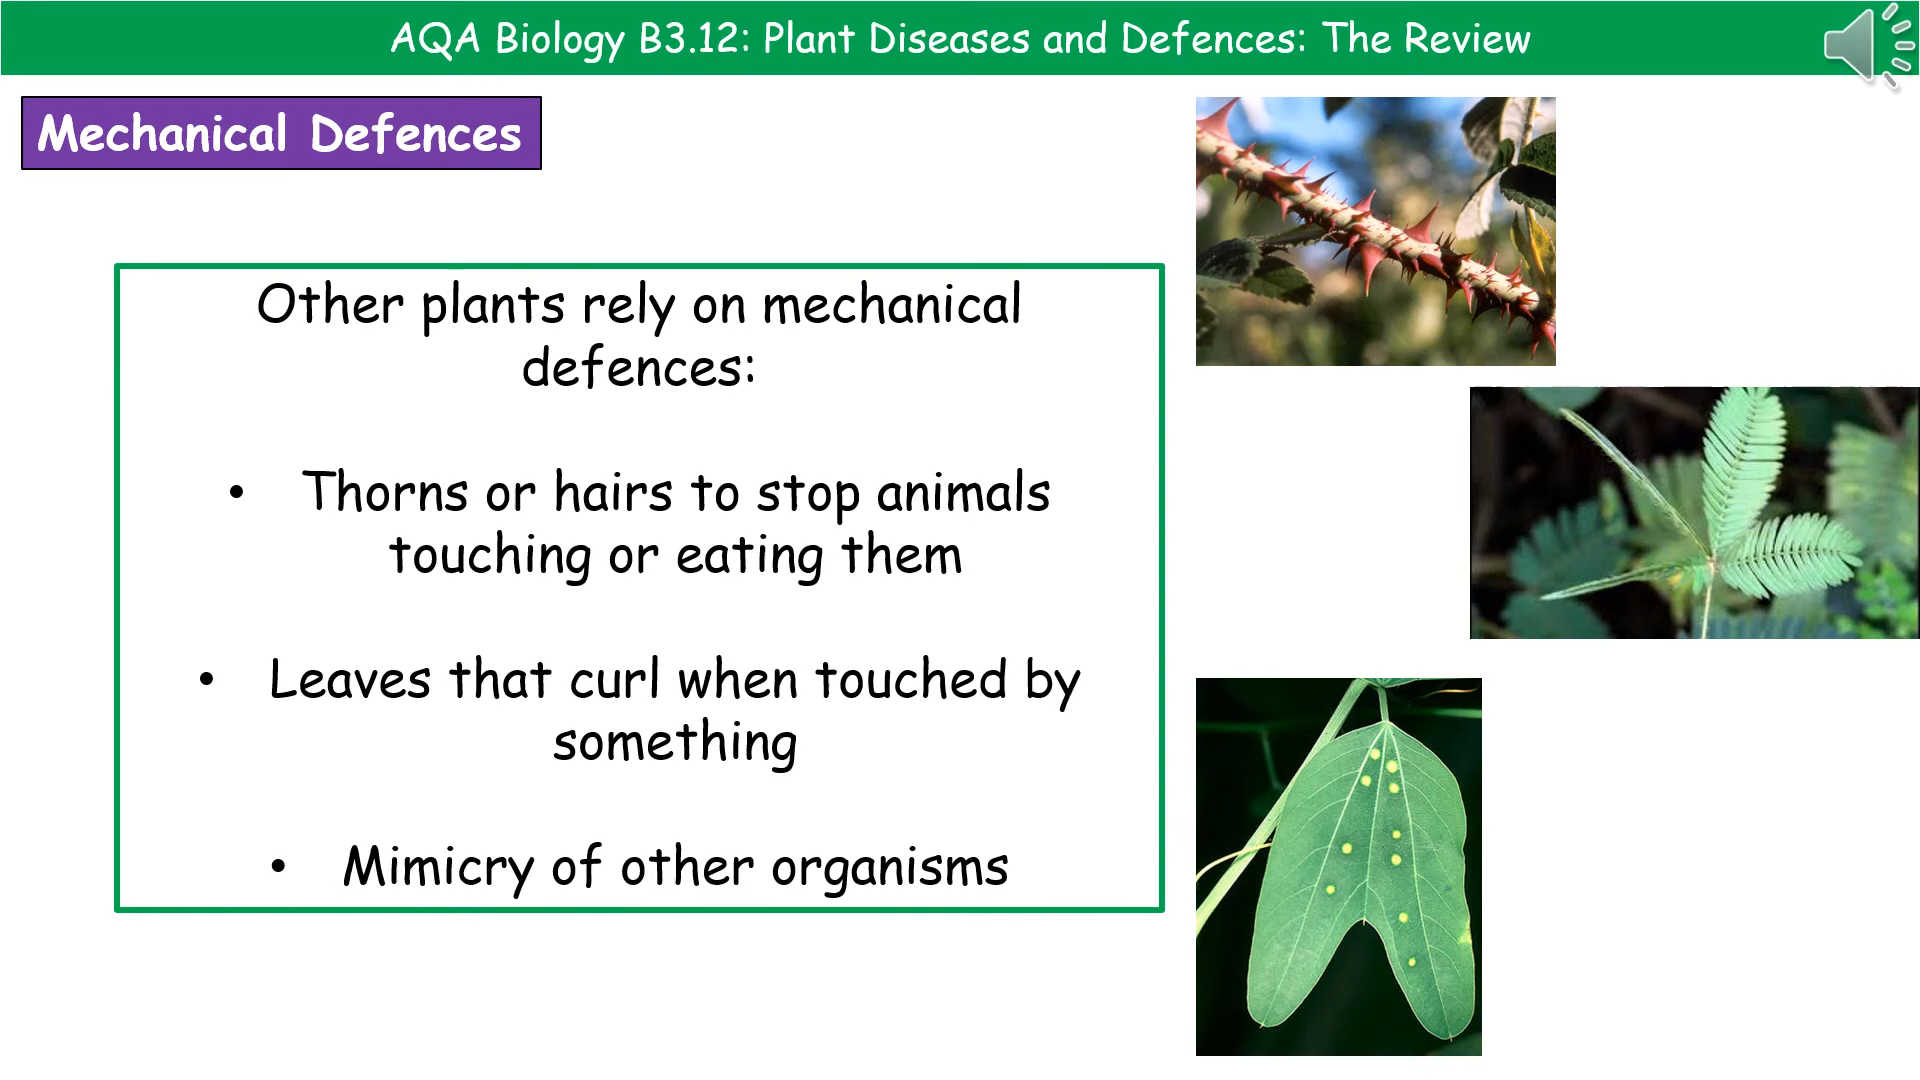 AQA Biology B3.12: Plant Diseases and Defences: The Review
Mechanical Defences
Other plants rely on mechanical
defences:
• Thorns or hairs to stop animals
touching or eating them
• Leaves that curl when touched by
something
• Mimicry of other organisms